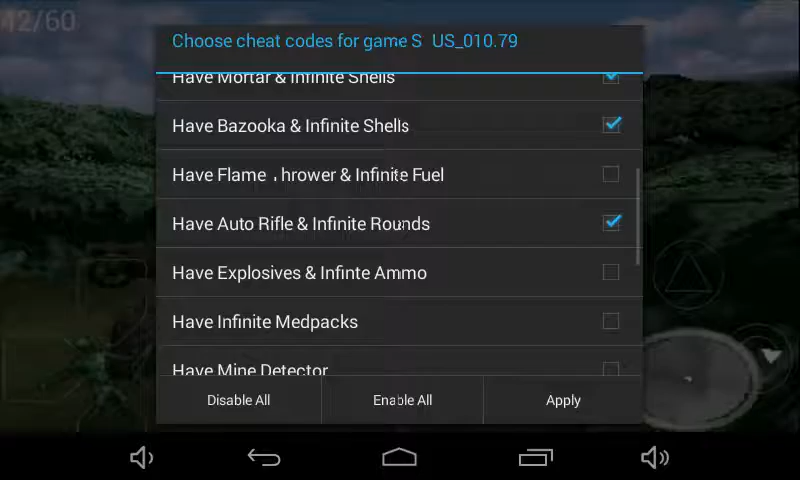 42/60
Choose cheat codes for game S US_010.79
Have Mortar & Infinite Shells
Have Bazooka & Infinite Shells
Have Flame hrower & Infinite Fuel
Have Auto Rifle & Infinite Rounds
Have Explosives & Infinte Ammo
Have Infinite Medpacks
Have Mine Detector
Disable All
Enable All
Apply